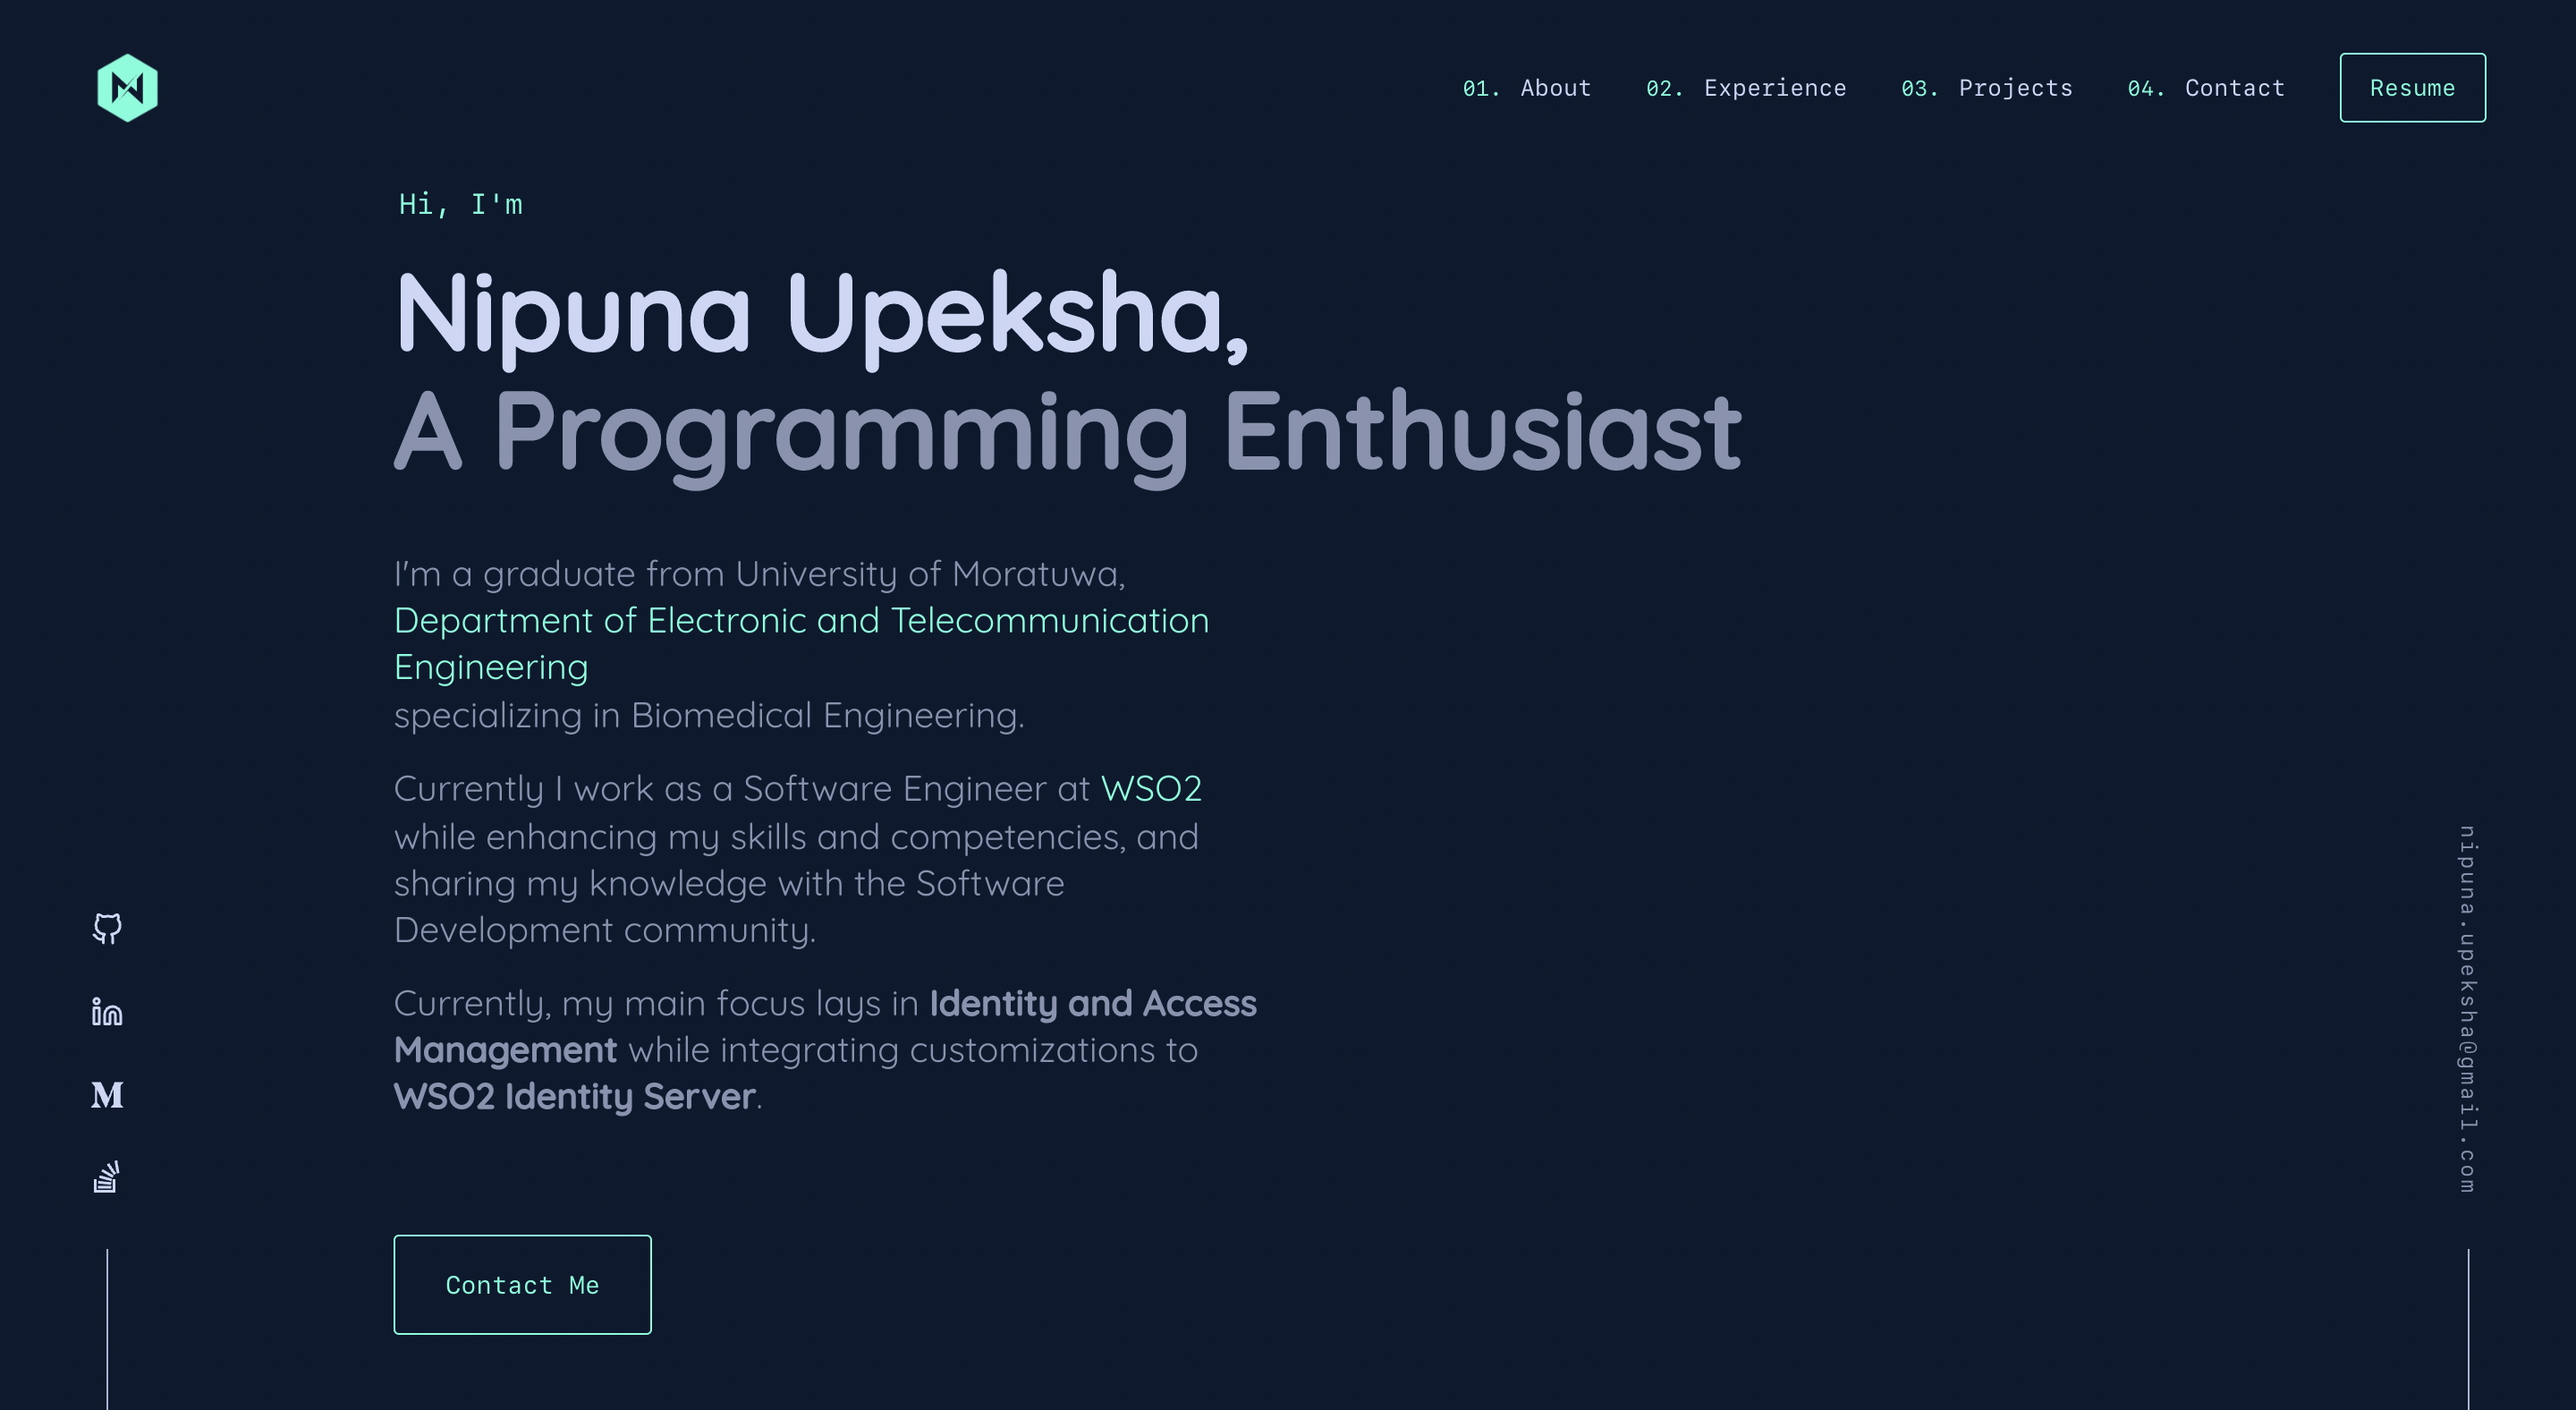 01. About 02. Experience 03. Projects 04. Contact Resume
Hi, I'm
Nipuna Upeksha,
A Programming Enthusiast
I'm a graduate from University of Moratuwa,
Department of Electronic and Telecommunication
Engineering
specializing in Biomedical Engineering.
Currently I work as a Software Engineer at WSO2
while enhancing my skills and competencies, and
sharing my knowledge with the Software
Development community.
Currently, my main focus lays in Identity and Access
Management while integrating customizations to
WSO2 Identity Server.
Contact Me
nipuna.upeksha@gmail.com